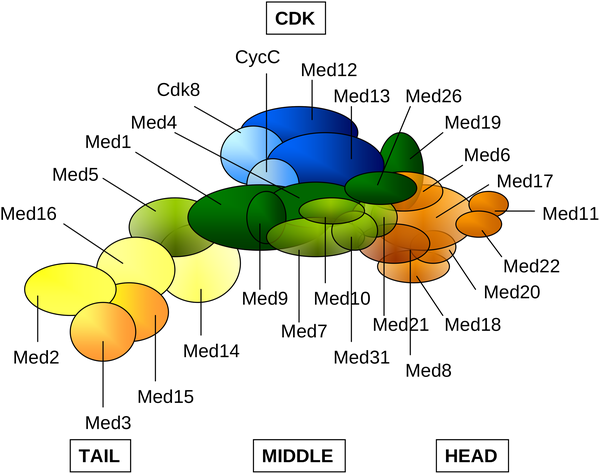 CDK
CycC
Med12
Cdk8
Med13
Med26
Med4
Med19
Med1
Med6
Med5
Med17
Med16
Med11
Med22
Med20
Med9
Med10
Med7
Med21
Med18
Med2
Med14
Med31
Med8
Med15
Med3
TAIL
MIDDLE
HEAD